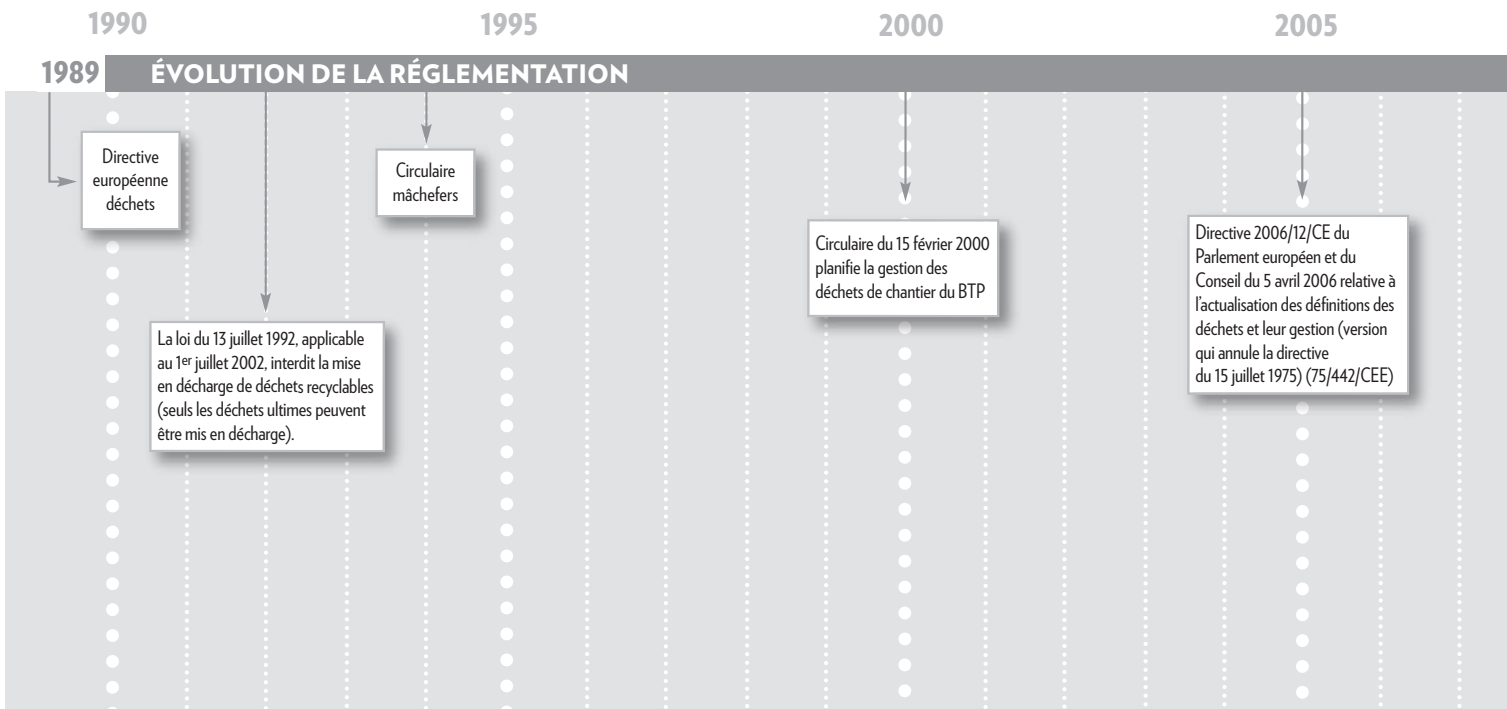 1990
1995
2000
2005
1989
ÉVOLUTION DE LA RÉGLEMENTATION
Directive
européenne
déchets
La loi du 13 juillet 1992, applicable
au 1er juillet 2002, interdit la mise
en décharge de déchets recyclables
(seuls les déchets ultimes peuvent
être mis en décharge).
Circulaire
mâchefers
Circulaire du 15 février 2000
planifie la gestion des
déchets de chantier du BTP
Directive 2006/12/CE du
Parlement européen et du
Conseil du 5 avril 2006 relative à
l'actualisation des définitions des
déchets et leur gestion (version
qui annule la directive
du 15 juillet 1975) (75/442/CEE)